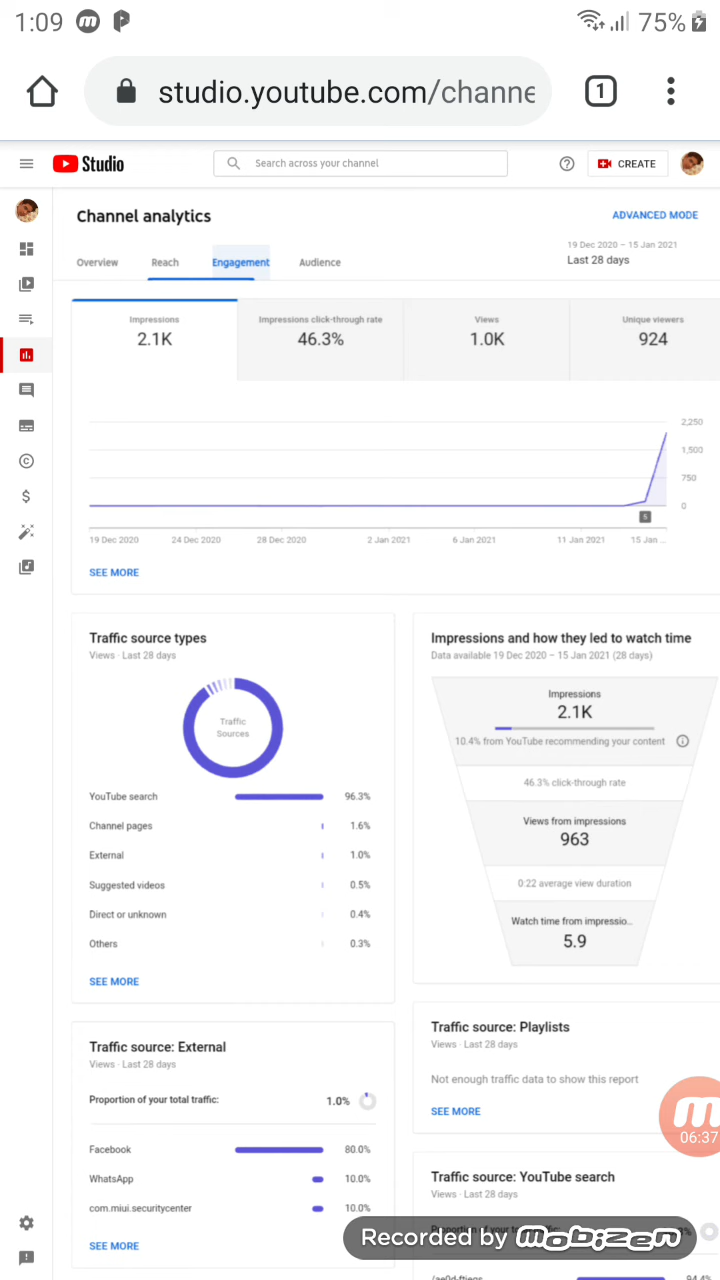 1:09
75%
studio.youtube.com/channe
1
Studio
Search across your channel
CREATE
Channel analytics
ADVANCED MODE
19 Dec 2020 – 15 Jan 2021
Last 28 days
Overview
Reach
Engagement
Audience
Impressions
2.1K
Impressions click-through rate
46.3%
Views
1.0K
Unique viewers
924
2,250
1,500
750
0
6
19 Dec 2020
24 Dec 2020
28 Dec 2020
2 Jan 2021
6 Jan 2021
11 Jan 2021
15 Jan ...
SEE MORE
Traffic source types
Views · Last 28 days
Traffic
Sources
YouTube search 96.3%
Channel pages 1.6%
External 1.0%
Suggested videos 0.5%
Direct or unknown 0.4%
Others 0.3%
SEE MORE
Impressions and how they led to watch time
Data available 19 Dec 2020 – 15 Jan 2021 (28 days)
Impressions
2.1K
10.4% from YouTube recommending your content
46.3% click-through rate
Views from impressions
963
0:22 average view duration
Watch time from impressio...
5.9
Traffic source: External
Views · Last 28 days
Proportion of your total traffic: 1.0%
Facebook 80.0%
WhatsApp 10.0%
com.miui.securitycenter 10.0%
SEE MORE
Traffic source: Playlists
Views · Last 28 days
Not enough traffic data to show this report
SEE MORE
06:37
Traffic source: YouTube search
Views · Last 28 days
Recorded by mobizen
94.4%